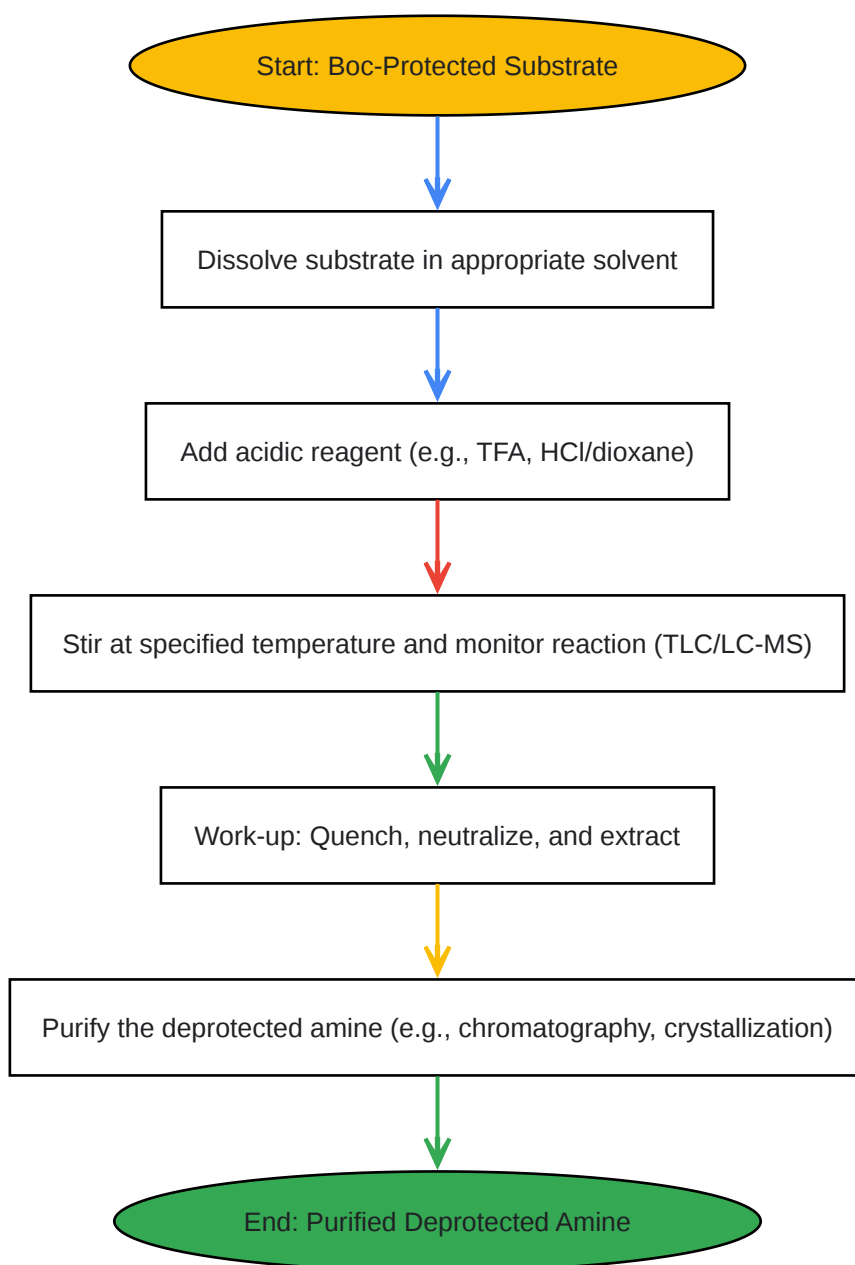 Start: Boc-Protected Substrate
Dissolve substrate in appropriate solvent
Add acidic reagent (e.g., TFA, HCl/dioxane)
Stir at specified temperature and monitor reaction (TLC/LC-MS)
Work-up: Quench, neutralize, and extract
Purify the deprotected amine (e.g., chromatography, crystallization)
End: Purified Deprotected Amine